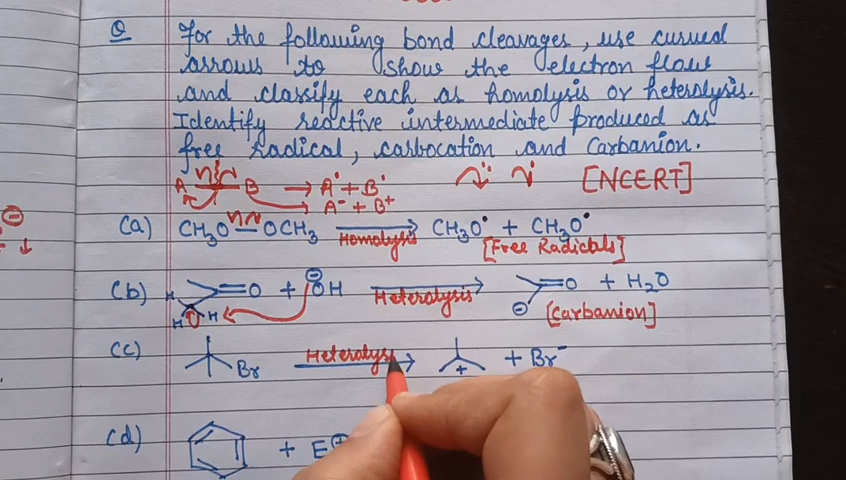 Q For the following bond cleavages, use curved
arrows to show the electron flow
and classify each as homolysis or heterolysis.
Identify reactive intermediate produced as
free radical, carbocation and Carbanion.
A B → A• + B• [NCERT]
A⁻ + B⁺
(a) CH₃O–OCH₃ Homolysis CH₃O• + CH₃O•
[Free Radicals]
(b) H H H =O + ⊖OH Heterolysis ⊖ =O + H₂O
[Carbanion]
(c) Br Heterolys + + Br⁻
(d) + E⊕